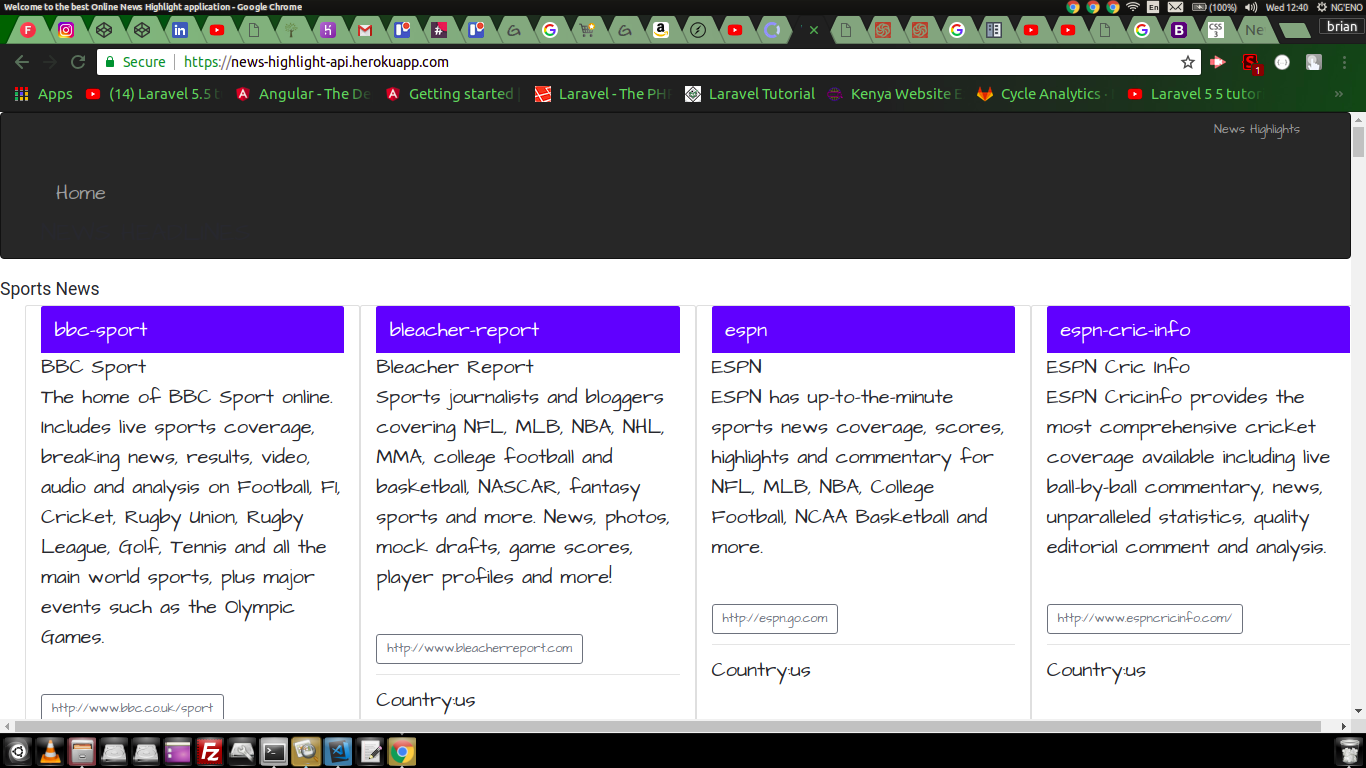 Welcome to the best Online News Highlight application - Google Chrome
En
(100%)
Wed 12:40
NG'ENO
brian
Ne
Secure
https://news-highlight-api.herokuapp.com
1
Apps
(14) Laravel 5.5 t
Angular - The De
Getting started
Laravel - The PH
Laravel Tutorial
Kenya Website E
Cycle Analytics -
Laravel 5 5 tutor
News Highlights
Home
Sports News
bbc-sport
BBC Sport
The home of BBC Sport online.
Includes live sports coverage,
breaking news, results, video,
audio and analysis on Football, F1,
Cricket, Rugby Union, Rugby
League, Golf, Tennis and all the
main world sports, plus major
events such as the Olympic
Games.
http://www.bbc.co.uk/sport
bleacher-report
Bleacher Report
Sports journalists and bloggers
covering NFL, MLB, NBA, NHL,
MMA, college football and
basketball, NASCAR, fantasy
sports and more. News, photos,
mock drafts, game scores,
player profiles and more!
http://www.bleacherreport.com
Country:us
espn
ESPN
ESPN has up-to-the-minute
sports news coverage, scores,
highlights and commentary for
NFL, MLB, NBA, College
Football, NCAA Basketball and
more.
http://espn.go.com
Country:us
espn-cric-info
ESPN Cric Info
ESPN Cricinfo provides the
most comprehensive cricket
coverage available including live
ball-by-ball commentary, news,
unparalleled statistics, quality
editorial comment and analysis.
http://www.espncricinfo.com/
Country:us